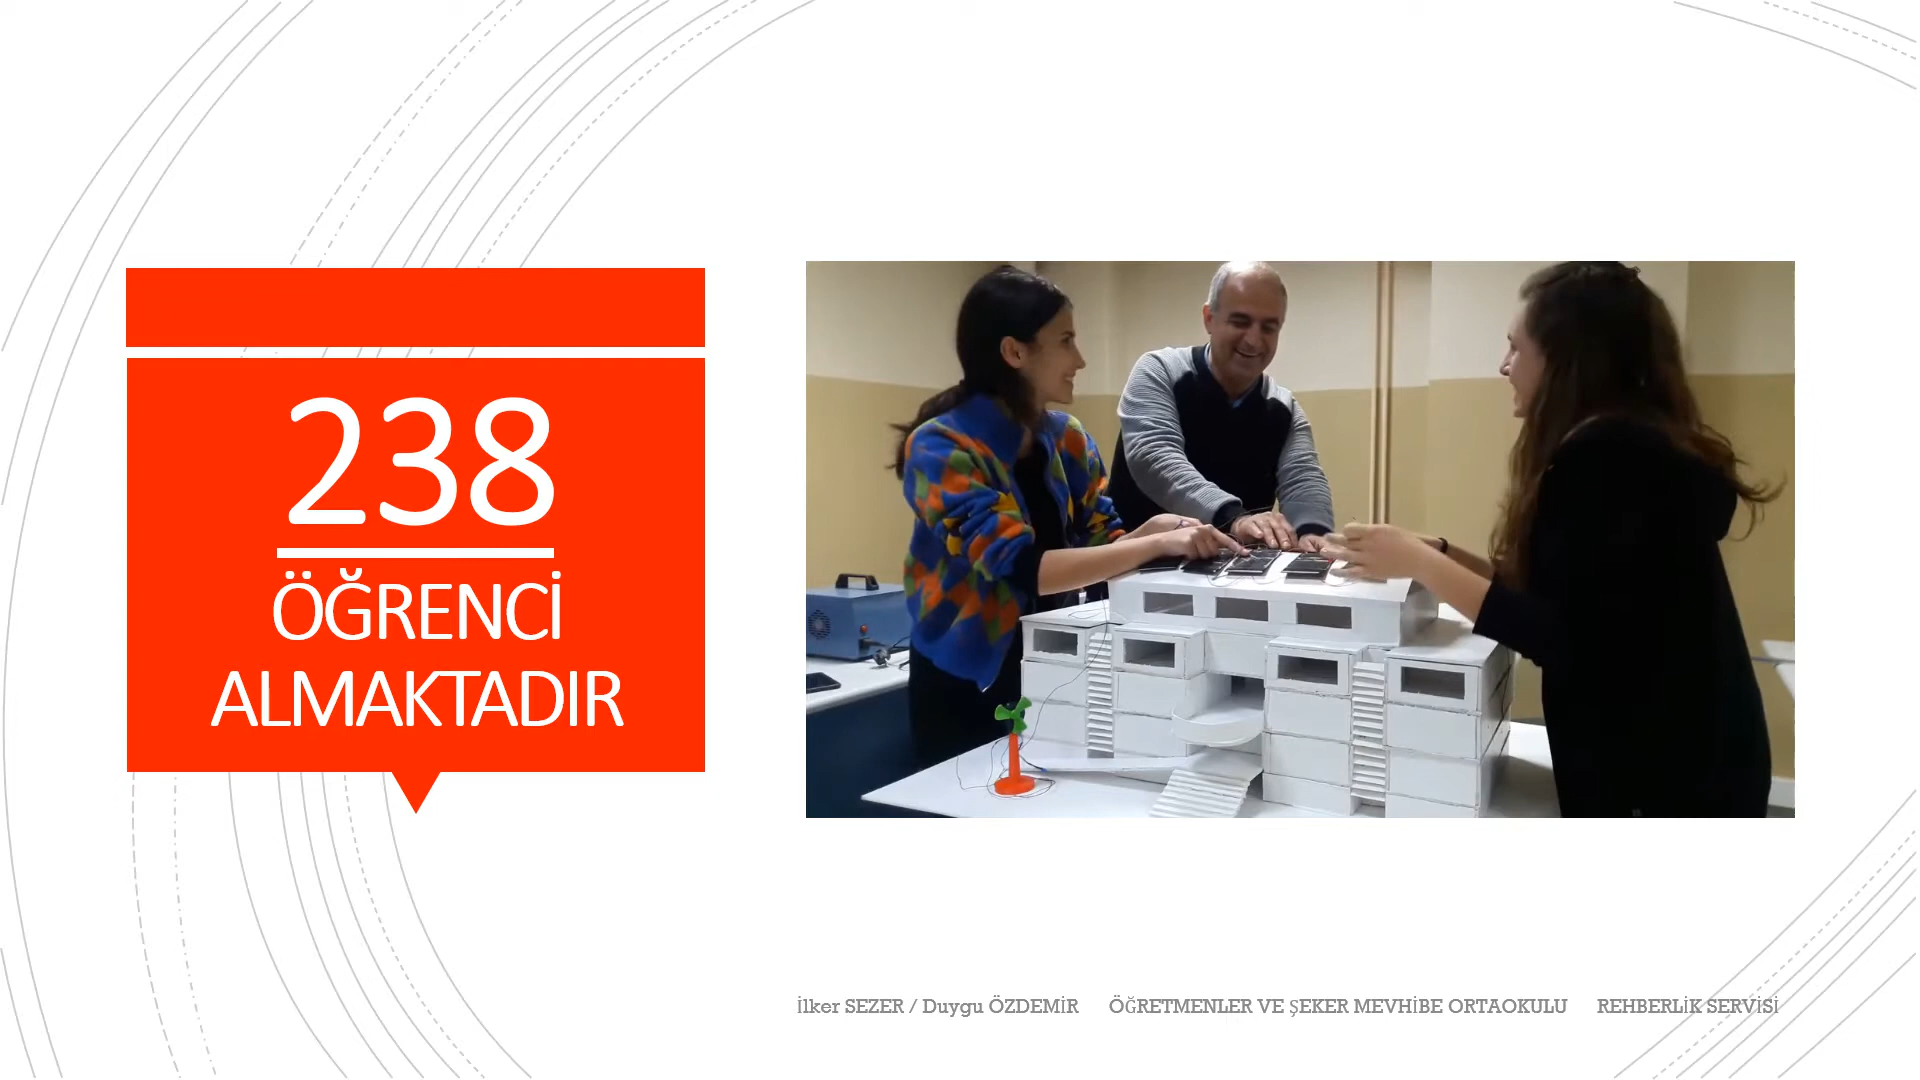 238
ÖĞRENCİ
ALMAKTADIR
İlker SEZER / Duygu ÖZDEMİR ÖĞRETMENLER VE ŞEKER MEVHİBE ORTAOKULU REHBERLİK SERVİSİ